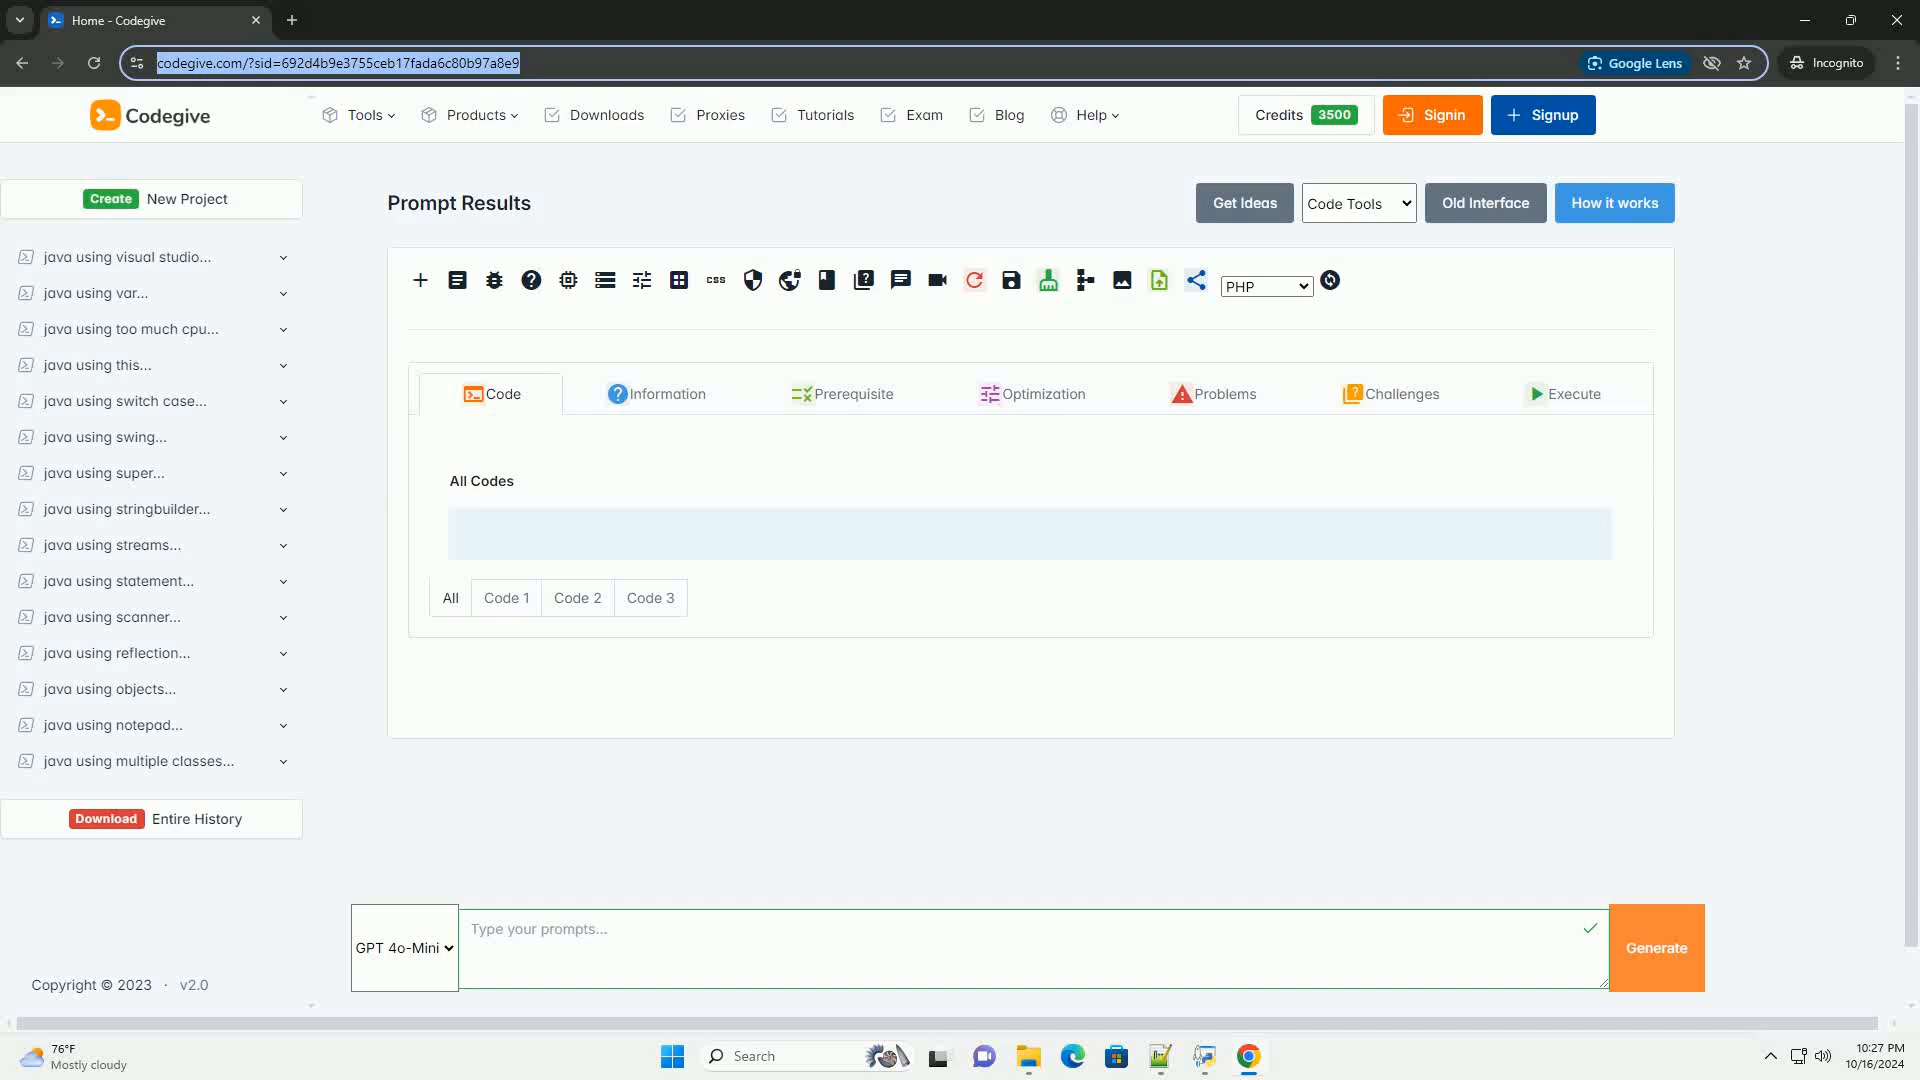 Home - Codegive
codegive.com/?sid=692d4b9e3755ceb17fada6c80b97a8e9
Google Lens
Incognito
Codegive
Tools
Products
Downloads
Proxies
Tutorials
Exam
Blog
Help
Credits 3500
Signin
Signup
Create New Project
Prompt Results
Get Ideas
Code Tools
Old Interface
How it works
java using visual studio...
java using var...
java using too much cpu...
java using this...
java using switch case...
java using swing...
java using super...
java using stringbuilder...
java using streams...
java using statement...
java using scanner...
java using reflection...
java using objects...
java using notepad...
java using multiple classes...
Download Entire History
Copyright © 2023 · v2.0
css
PHP
Code
Information
Prerequisite
Optimization
Problems
Challenges
Execute
All Codes
All
Code 1
Code 2
Code 3
GPT 4o-Mini
Type your prompts...
Generate
76°F
Mostly cloudy
Search
10:27 PM
10/16/2024